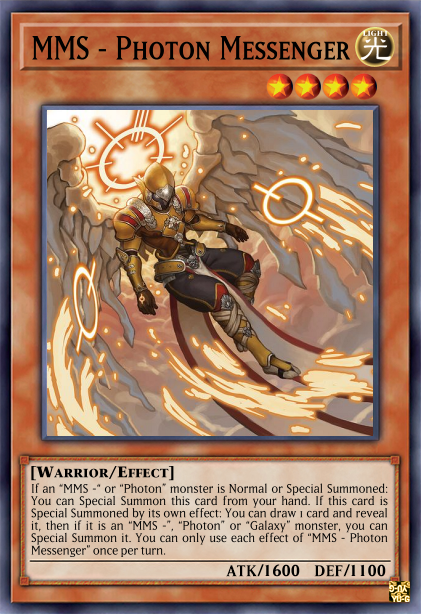 MMS - Photon Messenger
LIGHT
光
[Warrior/Effect]
If an “MMS -“ or “Photon” monster is Normal or Special Summoned:
You can Special Summon this card from your hand. If this card is
Special Summoned by its own effect: You can draw 1 card and reveal
it, then if it is an “MMS -”, “Photon” or “Galaxy” monster, you can
Special Summon it. You can only use each effect of “MMS - Photon
Messenger” once per turn.
ATK/1600 DEF/1100